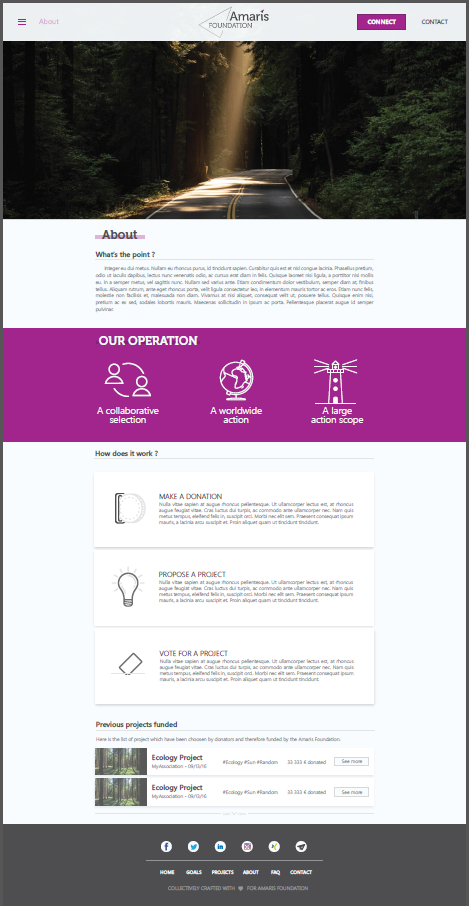 About
Amaris
FOUNDATION
CONNECT
CONTACT
About
What's the point ?
Integer eu dui metus. Nullam eu rhoncus purus, id tincidunt sapien. Curabitur quis est et nisl congue lacinia. Phasellus pretium,
odio ut iaculis dapibus, lectus nunc venenatis odio, ac cursus erat diam in felis. Quisque laoreet nisl ligula, a porttitor nisl mollis
eu. In a semper metus, vel sagittis nunc. Nullam sed varius ante. Etiam condimentum dolor vestibulum, semper diam at, finibus
tellus. Aliquam rutrum, ante eget rhoncus porta, velit ligula consectetur leo, in elementum mauris tortor ac eros. Etiam nunc felis,
molestie non facilisis et, malesuada non diam. Vivamus at nisl aliquet, consequat velit ut, posuere tellus. Quisque enim nisi,
pretium ac ex sed, sodales lobortis mauris. Maecenas sollicitudin in ipsum ac porta. Pellentesque placerat augue id semper
pulvinar.
OUR OPERATION
A collaborative
selection
A worldwide
action
A large
action scope
How does it work ?
MAKE A DONATION
Nulla vitae sapien at augue rhoncus pellentesque. Ut ullamcorper lectus est, at rhoncus
augue feugiat vitae. Cras luctus dui turpis, ac commodo ante ullamcorper nec. Nam quis
metus tempus, eleifend felis in, suscipit orci. Morbi nec elit sem. Praesent consequat ipsum
mauris, a lacinia arcu suscipit et. Proin aliquet quam ut tincidunt tincidunt.
PROPOSE A PROJECT
Nulla vitae sapien at augue rhoncus pellentesque. Ut ullamcorper lectus est, at rhoncus
augue feugiat vitae. Cras luctus dui turpis, ac commodo ante ullamcorper nec. Nam quis
metus tempus, eleifend felis in, suscipit orci. Morbi nec elit sem. Praesent consequat ipsum
mauris, a lacinia arcu suscipit et. Proin aliquet quam ut tincidunt tincidunt.
VOTE FOR A PROJECT
Nulla vitae sapien at augue rhoncus pellentesque. Ut ullamcorper lectus est, at rhoncus
augue feugiat vitae. Cras luctus dui turpis, ac commodo ante ullamcorper nec. Nam quis
metus tempus, eleifend felis in, suscipit orci. Morbi nec elit sem. Praesent consequat ipsum
mauris, a lacinia arcu suscipit et. Proin aliquet quam ut tincidunt tincidunt.
Previous projects funded
Here is the list of project which have been choosen by donators and therefore funded by the Amaris Foundation.
Ecology Project
MyAssociation - 09/13/16
#Ecology #Sun #Random
33 333 € donated
See more
Ecology Project
MyAssociation - 09/13/16
#Ecology #Sun #Random
33 333 € donated
See more
HOME GOALS PROJECTS ABOUT FAQ CONTACT
COLLECTIVELY CRAFTED WITH FOR AMARIS FOUNDATION